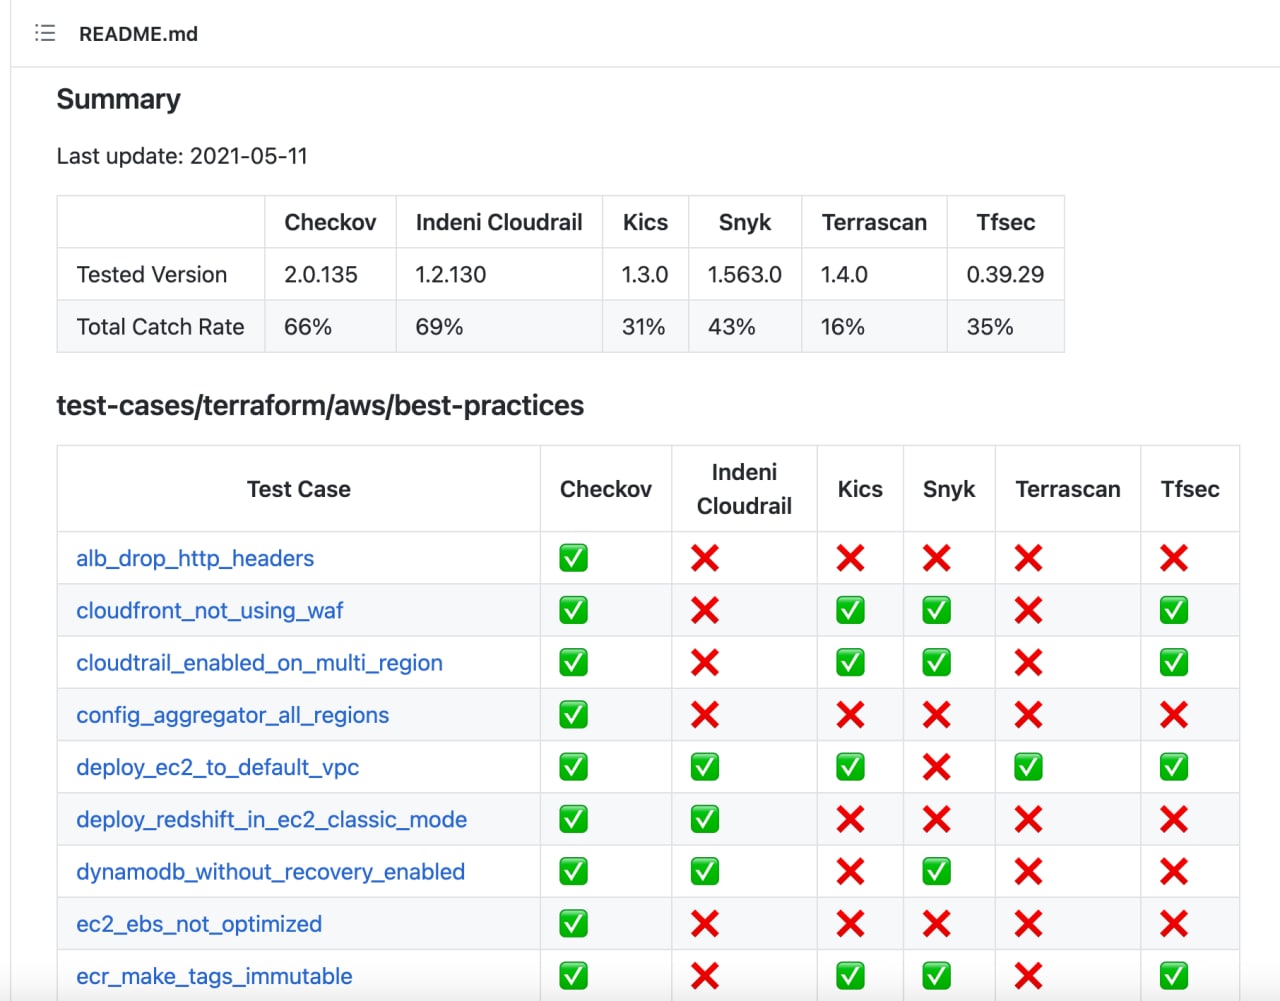 README.md
Summary
Last update: 2021-05-11
Checkov Indeni Cloudrail Kics Snyk Terrascan Tfsec
Tested Version 2.0.135 1.2.130 1.3.0 1.563.0 1.4.0 0.39.29
Total Catch Rate 66% 69% 31% 43% 16% 35%
test-cases/terraform/aws/best-practices
Test Case Checkov Indeni Cloudrail Kics Snyk Terrascan Tfsec
alb_drop_http_headers ✅ ❌ ❌ ❌ ❌ ❌
cloudfront_not_using_waf ✅ ❌ ✅ ✅ ❌ ✅
cloudtrail_enabled_on_multi_region ✅ ❌ ✅ ✅ ❌ ✅
config_aggregator_all_regions ✅ ❌ ❌ ❌ ❌ ❌
deploy_ec2_to_default_vpc ✅ ✅ ✅ ❌ ✅ ✅
deploy_redshift_in_ec2_classic_mode ✅ ✅ ❌ ❌ ❌ ❌
dynamodb_without_recovery_enabled ✅ ✅ ❌ ✅ ❌ ❌
ec2_ebs_not_optimized ✅ ❌ ❌ ❌ ❌ ❌
ecr_make_tags_immutable ✅ ❌ ✅ ✅ ❌ ✅